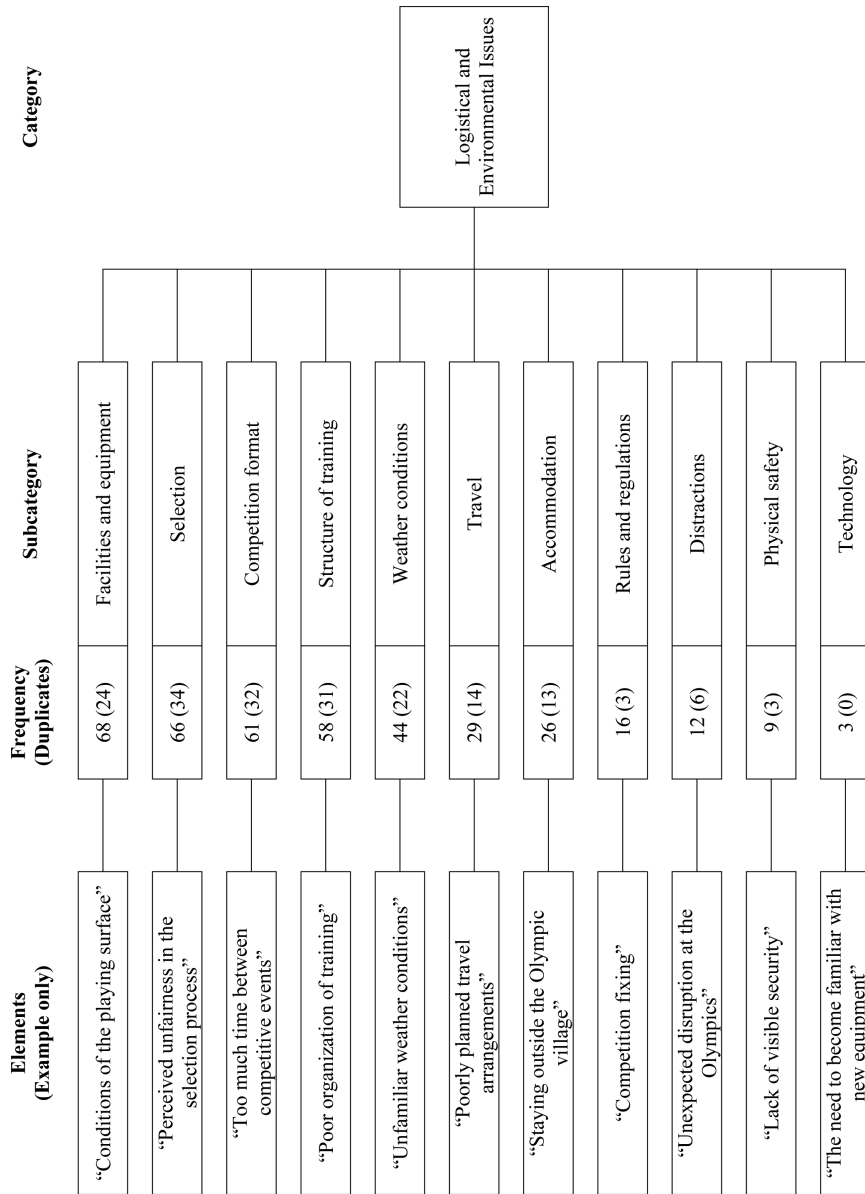 Elements
(Example only)
Frequency
(Duplicates)
Subcategory
Category
“Conditions of the playing surface”
68 (24)
Facilities and equipment
“Perceived unfairness in the
selection process”
66 (34)
Selection
“Too much time between
competitive events”
61 (32)
Competition format
“Poor organization of training”
58 (31)
Structure of training
“Unfamiliar weather conditions”
44 (22)
Weather conditions
“Poorly planned travel
arrangements”
29 (14)
Travel
“Staying outside the Olympic
village”
26 (13)
Accommodation
“Competition fixing”
16 (3)
Rules and regulations
“Unexpected disruption at the
Olympics”
12 (6)
Distractions
“Lack of visible security”
9 (3)
Physical safety
“The need to become familiar with
new equipment”
3 (0)
Technology
Logistical and
Environmental Issues